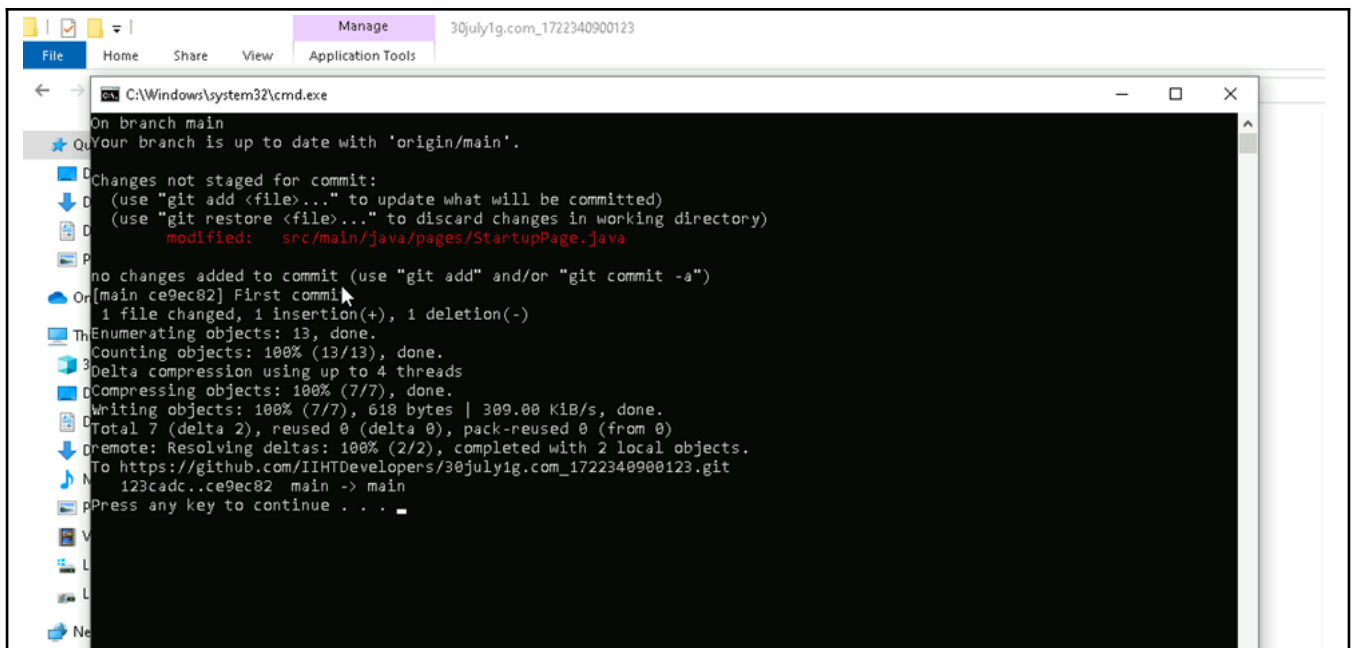 Manage
30july1g.com_1722340900123
File Home Share View Application Tools
C:\Windows\system32\cmd.exe
On branch main
Your branch is up to date with 'origin/main'.
Changes not staged for commit:
(use "git add <file>..." to update what will be committed)
(use "git restore <file>..." to discard changes in working directory)
modified: src/main/java/pages/StartupPage.java
no changes added to commit (use "git add" and/or "git commit -a")
[main ce9ec82] First commit
1 file changed, 1 insertion(+), 1 deletion(-)
Enumerating objects: 13, done.
Counting objects: 100% (13/13), done.
Delta compression using up to 4 threads
Compressing objects: 100% (7/7), done.
Writing objects: 100% (7/7), 618 bytes | 309.00 KiB/s, done.
Total 7 (delta 2), reused 0 (delta 0), pack-reused 0 (from 0)
remote: Resolving deltas: 100% (2/2), completed with 2 local objects.
To https://github.com/IIHTDevelopers/30july1g.com_1722340900123.git
123cadc..ce9ec82 main -> main
Press any key to continue . . .